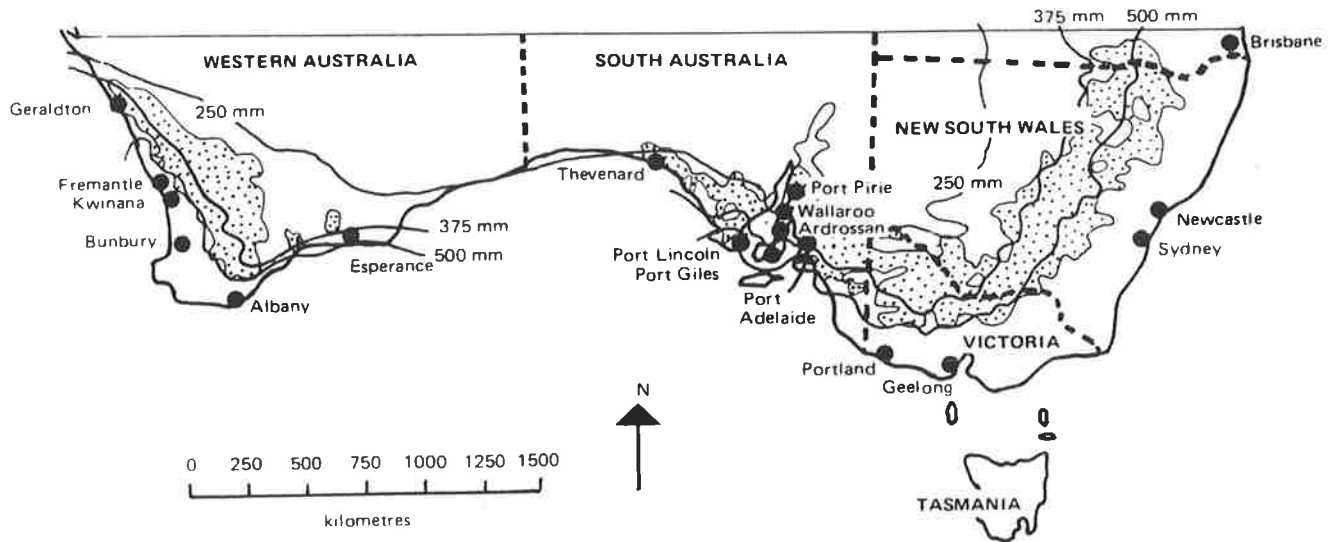 375 mm
500 mm
Brisbane
WESTERN AUSTRALIA
SOUTH AUSTRALIA
Geraldton
250 mm
NEW SOUTH WALES
Thevenard
Port Pirie
250 mm
Fremantle
Kwinana
Wallaroo
Ardrossan
Newcastle
Bunbury
375 mm
Sydney
500 mm
Esperance
Port Lincoln
Port Giles
Albany
Port
Adelaide
VICTORIA
Portland
Geelong
N
0 250 500 750 1000 1250 1500
kilometres
TASMANIA